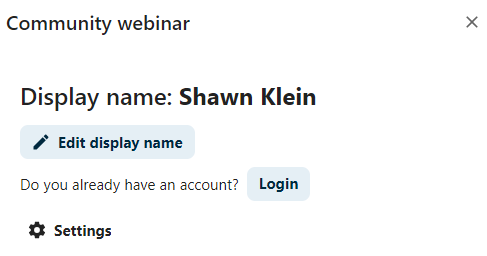 Community webinar
Display name: Shawn Klein
Edit display name
Do you already have an account? Login
Settings